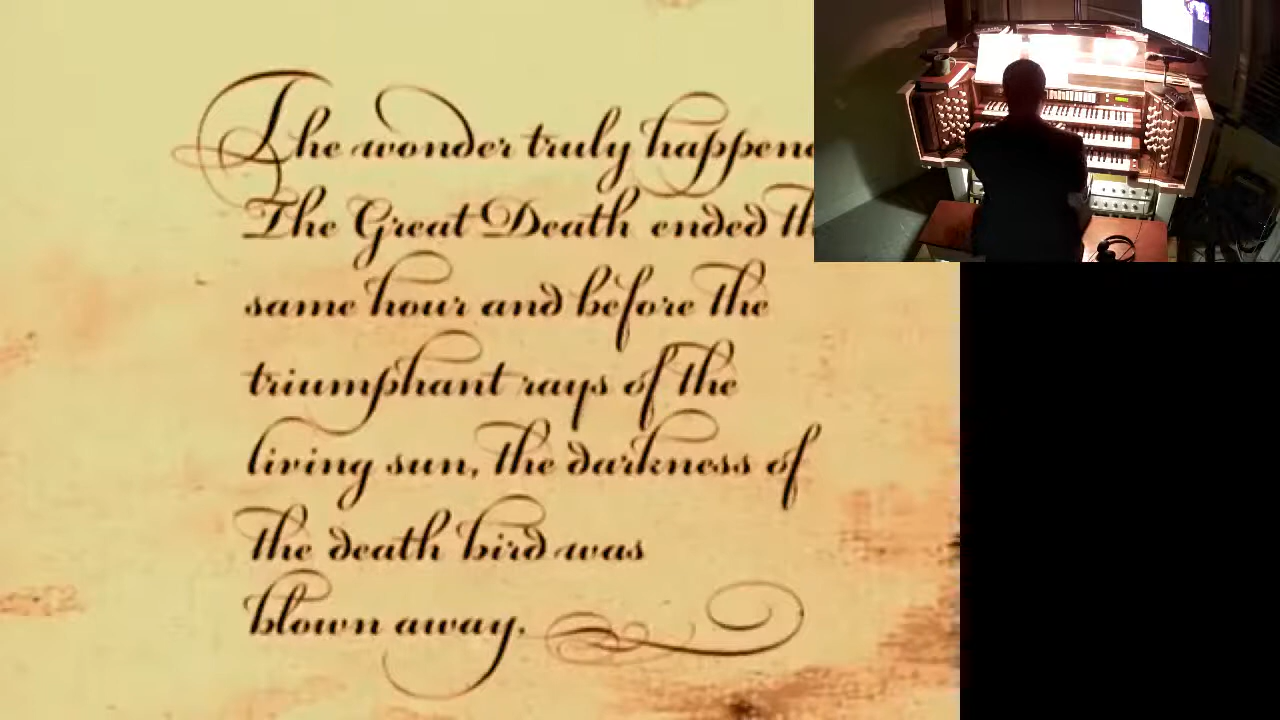 The wonder truly happene
The Great Death ended th
same hour and before the
triumphant rays of the
living sun, the darkness of
the death bird was
blown away.